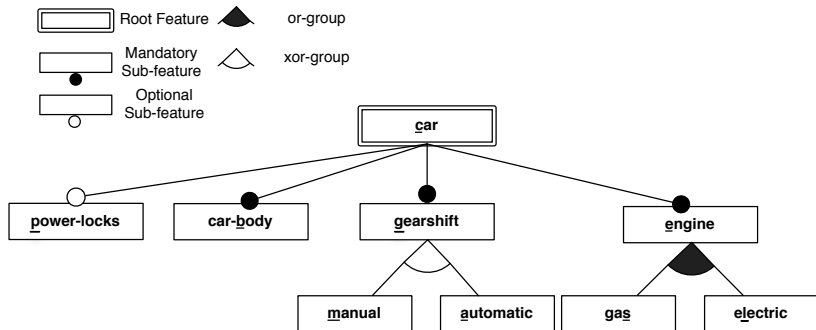 Root Feature
or-group
Mandatory
Sub-feature
xor-group
Optional
Sub-feature
car
power-locks
car-body
gearshift
engine
manual
automatic
gas
electric